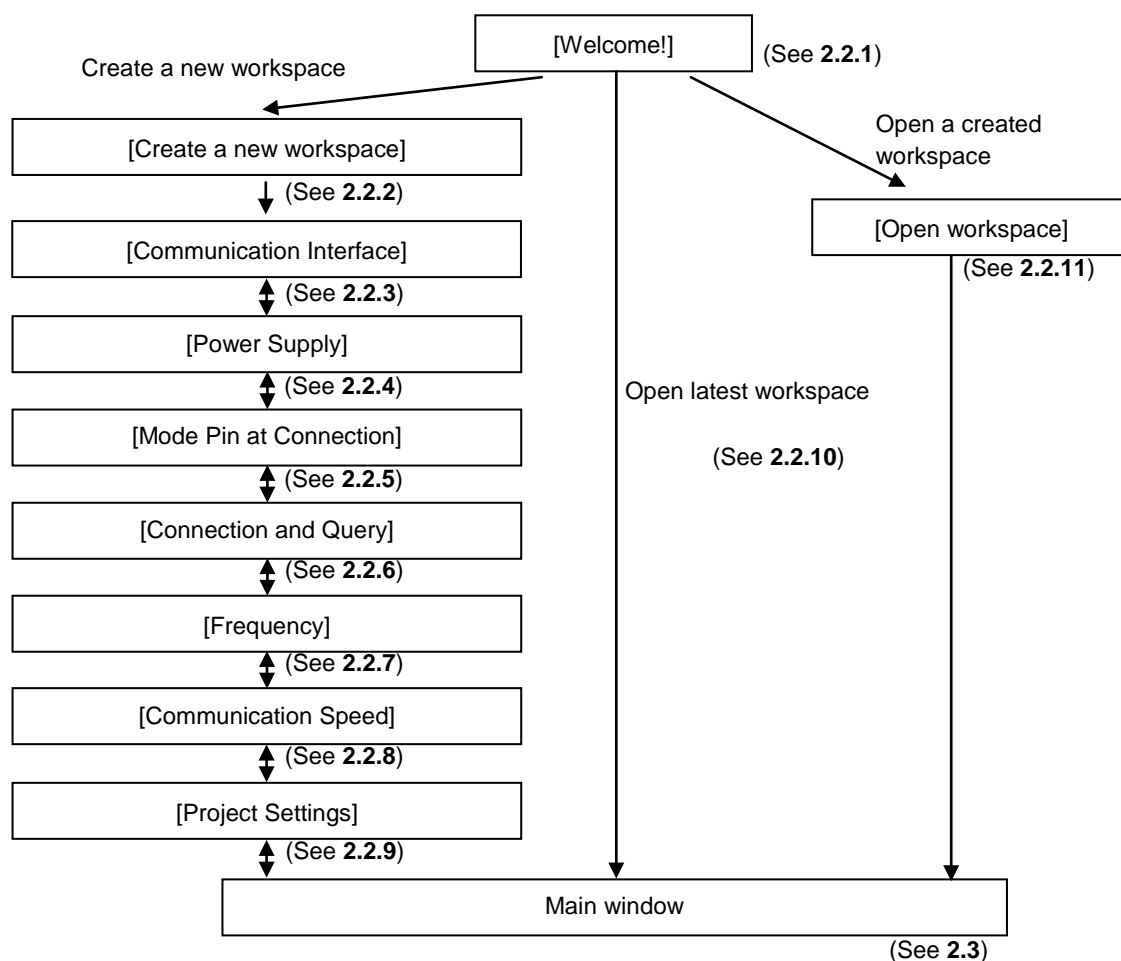 [Welcome!]
(See 2.2.1)
Create a new workspace
Open a created
workspace
[Create a new workspace]
(See 2.2.2)
[Open workspace]
(See 2.2.11)
[Communication Interface]
(See 2.2.3)
[Power Supply]
(See 2.2.4)
Open latest workspace
(See 2.2.10)
[Mode Pin at Connection]
(See 2.2.5)
[Connection and Query]
(See 2.2.6)
[Frequency]
(See 2.2.7)
[Communication Speed]
(See 2.2.8)
[Project Settings]
(See 2.2.9)
Main window
(See 2.3)